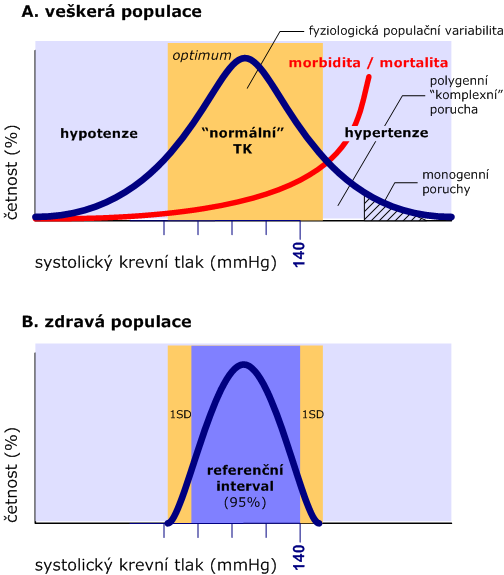 A. veškerá populace
fyziologická populační variabilita
optimum
morbidita / mortalita
polygenní
“komplexní”
porucha
hypotenze
“normální”
TK
hypertenze
monogenní
poruchy
četnost (%)
140
systolický krevní tlak (mmHg)
B. zdravá populace
1SD
1SD
referenční
interval
(95%)
četnost (%)
140
systolický krevní tlak (mmHg)